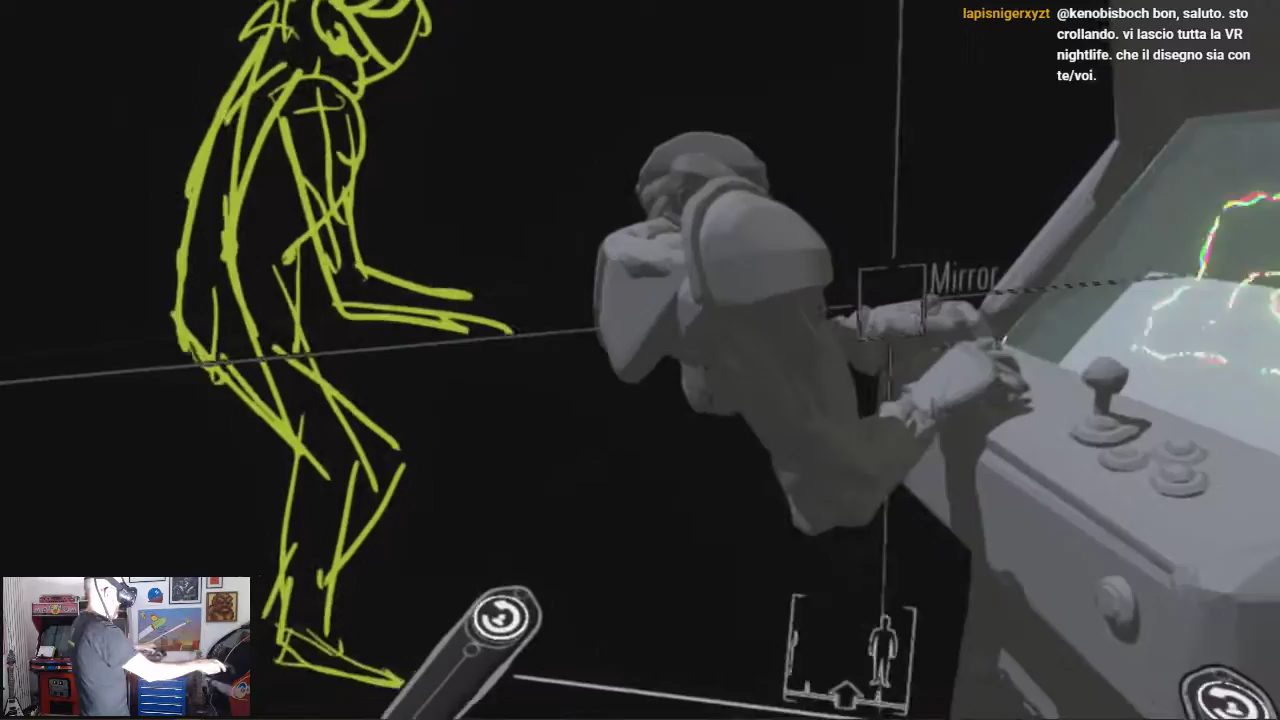 lapisnigerxyzt @kenobisboch bon, saluto. sto
crollando. vi lascio tutta la VR
nightlife. che il disegno sia con
te/voi.
Mirror